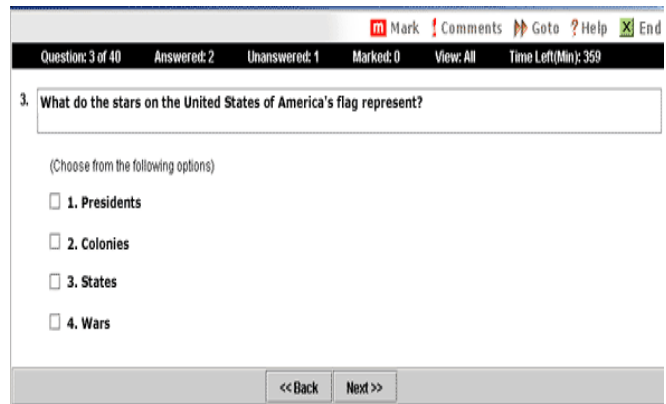 m Mark ! Comments Goto ? Help X End
Question: 3 of 40 Answered: 2 Unanswered: 1 Marked: 0 View: All Time Left(Min): 359
3. What do the stars on the United States of America's flag represent?
(Choose from the following options)
1. Presidents
2. Colonies
3. States
4. Wars
<< Back Next >>